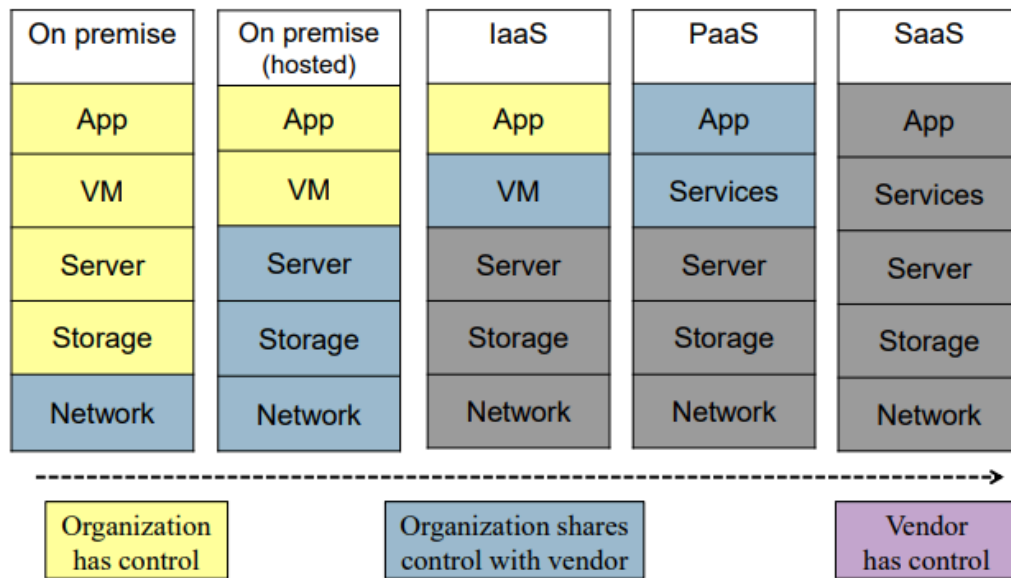 On premise
App
VM
Server
Storage
Network
On premise
(hosted)
App
VM
Server
Storage
Network
IaaS
App
VM
Server
Storage
Network
PaaS
App
Services
Server
Storage
Network
SaaS
App
Services
Server
Storage
Network
Organization
has control
Organization shares
control with vendor
Vendor
has control